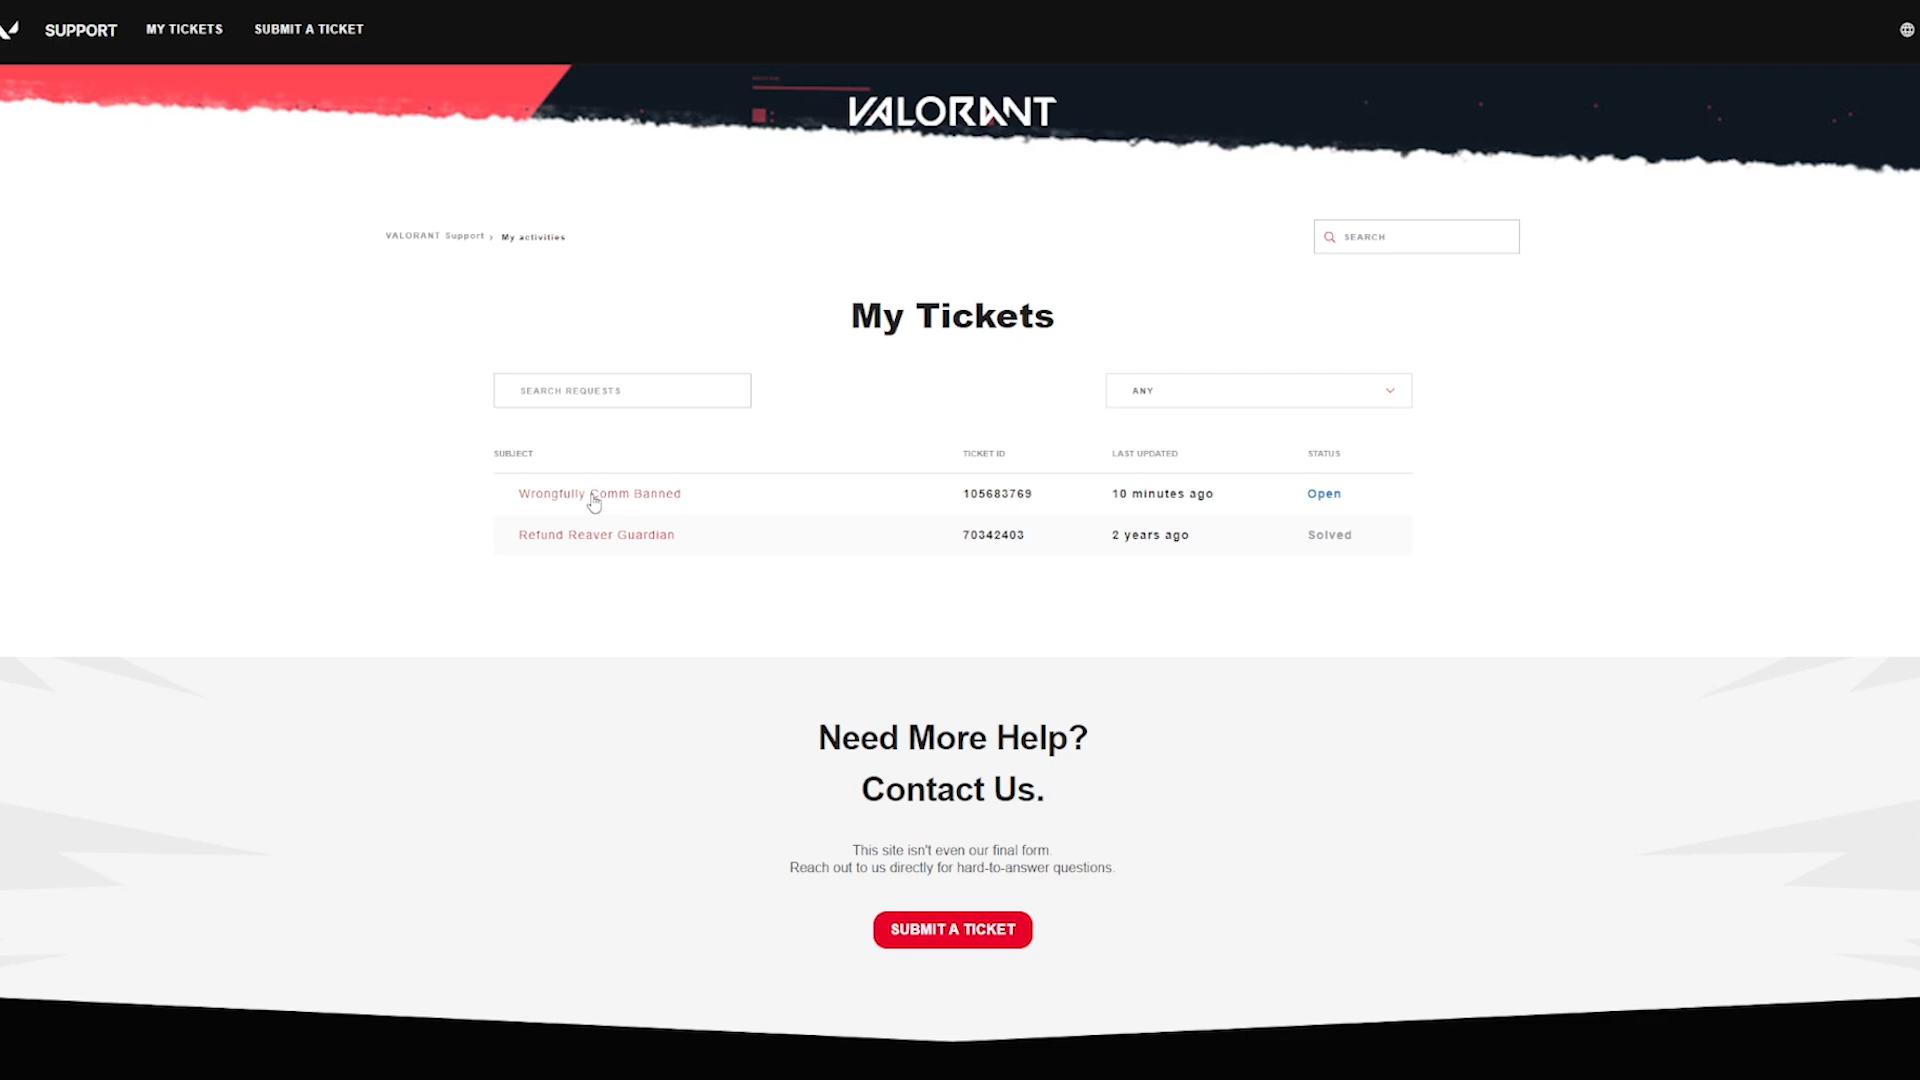 SUPPORT MY TICKETS SUBMIT A TICKET
VALORANT
VALORANT Support › My activities
SEARCH
My Tickets
SEARCH REQUESTS
ANY
SUBJECT TICKET ID LAST UPDATED STATUS
Wrongfully Comm Banned 105683769 10 minutes ago Open
Refund Reaver Guardian 70342403 2 years ago Solved
Need More Help?
Contact Us.
This site isn't even our final form.
Reach out to us directly for hard-to-answer questions.
SUBMIT A TICKET